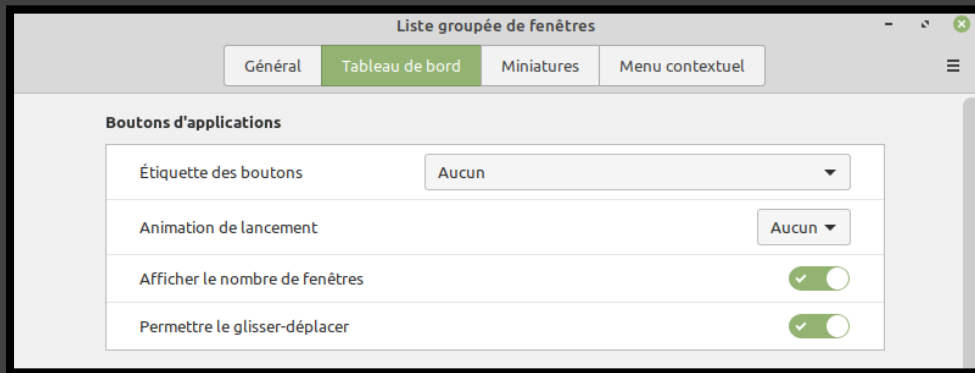 Liste groupée de fenêtres
Général Tableau de bord Miniatures Menu contextuel
Boutons d'applications
Étiquette des boutons Aucun
Animation de lancement Aucun
Afficher le nombre de fenêtres
Permettre le glisser-déplacer